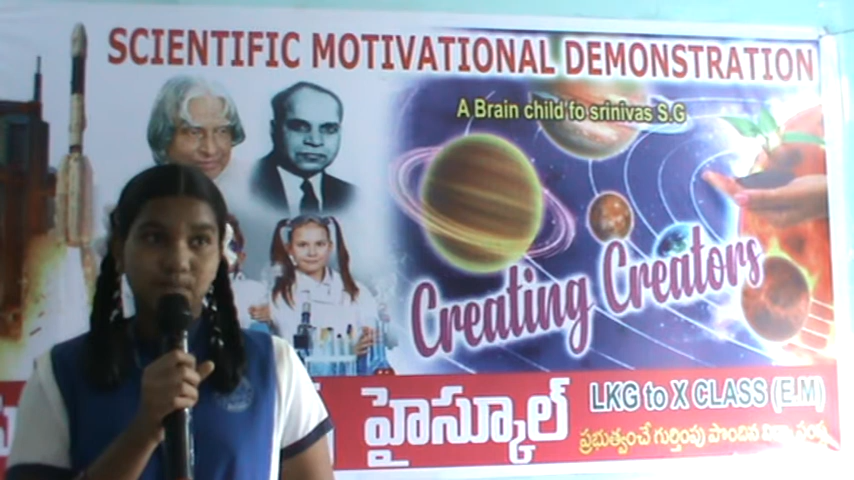 SCIENTIFIC MOTIVATIONAL DEMONSTRATION
A Brain child fo srinivas S.G
Creating Creators
హైస్కూల్
LKG to X CLASS (E.M)
ప్రభుత్వంచే గుర్తింపు పొందిన విద్యా సంస్థ